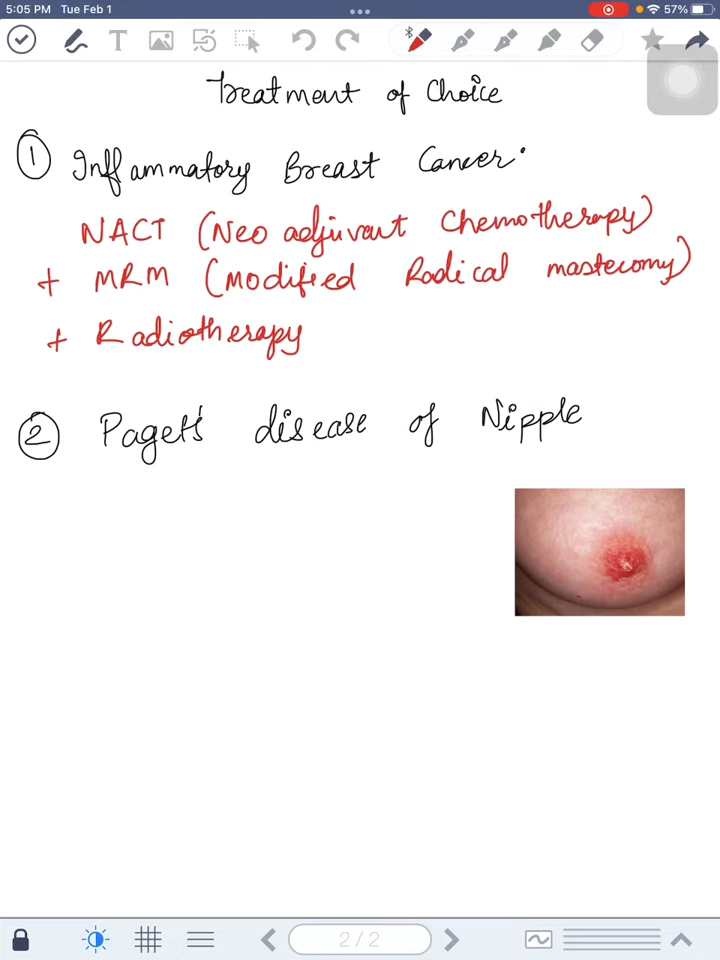 5:05 PM Tue Feb 1
57%
T
Treatment of Choice
1 Inffammatory Breast Cancer
NACT (Neo adjuvant Chemotherapy)
+ MRM (Modified Radical mastecomy)
+ Radiotherapy
2 Paget's disease of Nipple
2 / 2